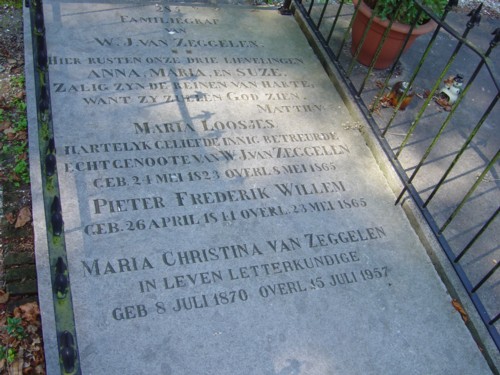 284
FAMILIEGRAF
VAN
W. J. VAN ZEGGELEN.
HIER RUSTEN ONZE DRIE LIEVELINGEN
ANNA, MARIA, EN SUZE.
ZALIG ZYN DE REINEN VAN HARTE,
WANT ZY ZULLEN GOD ZIEN.
MATTH. V.
MARIA LOOSJES,
HARTELYK GELIEFDE INNIG BETREURDE
ECHTGENOOTE VAN W. J. VAN ZEGGELEN
GEB. 24 MEI 1823 OVERL. 8 MEI 1865
PIETER FREDERIK WILLEM
GEB. 26 APRIL 1841 OVERL. 23 MEI 1865
MARIA CHRISTINA VAN ZEGGELEN
IN LEVEN LETTERKUNDIGE
GEB 8 JULI 1870 OVERL 15 JULI 1957